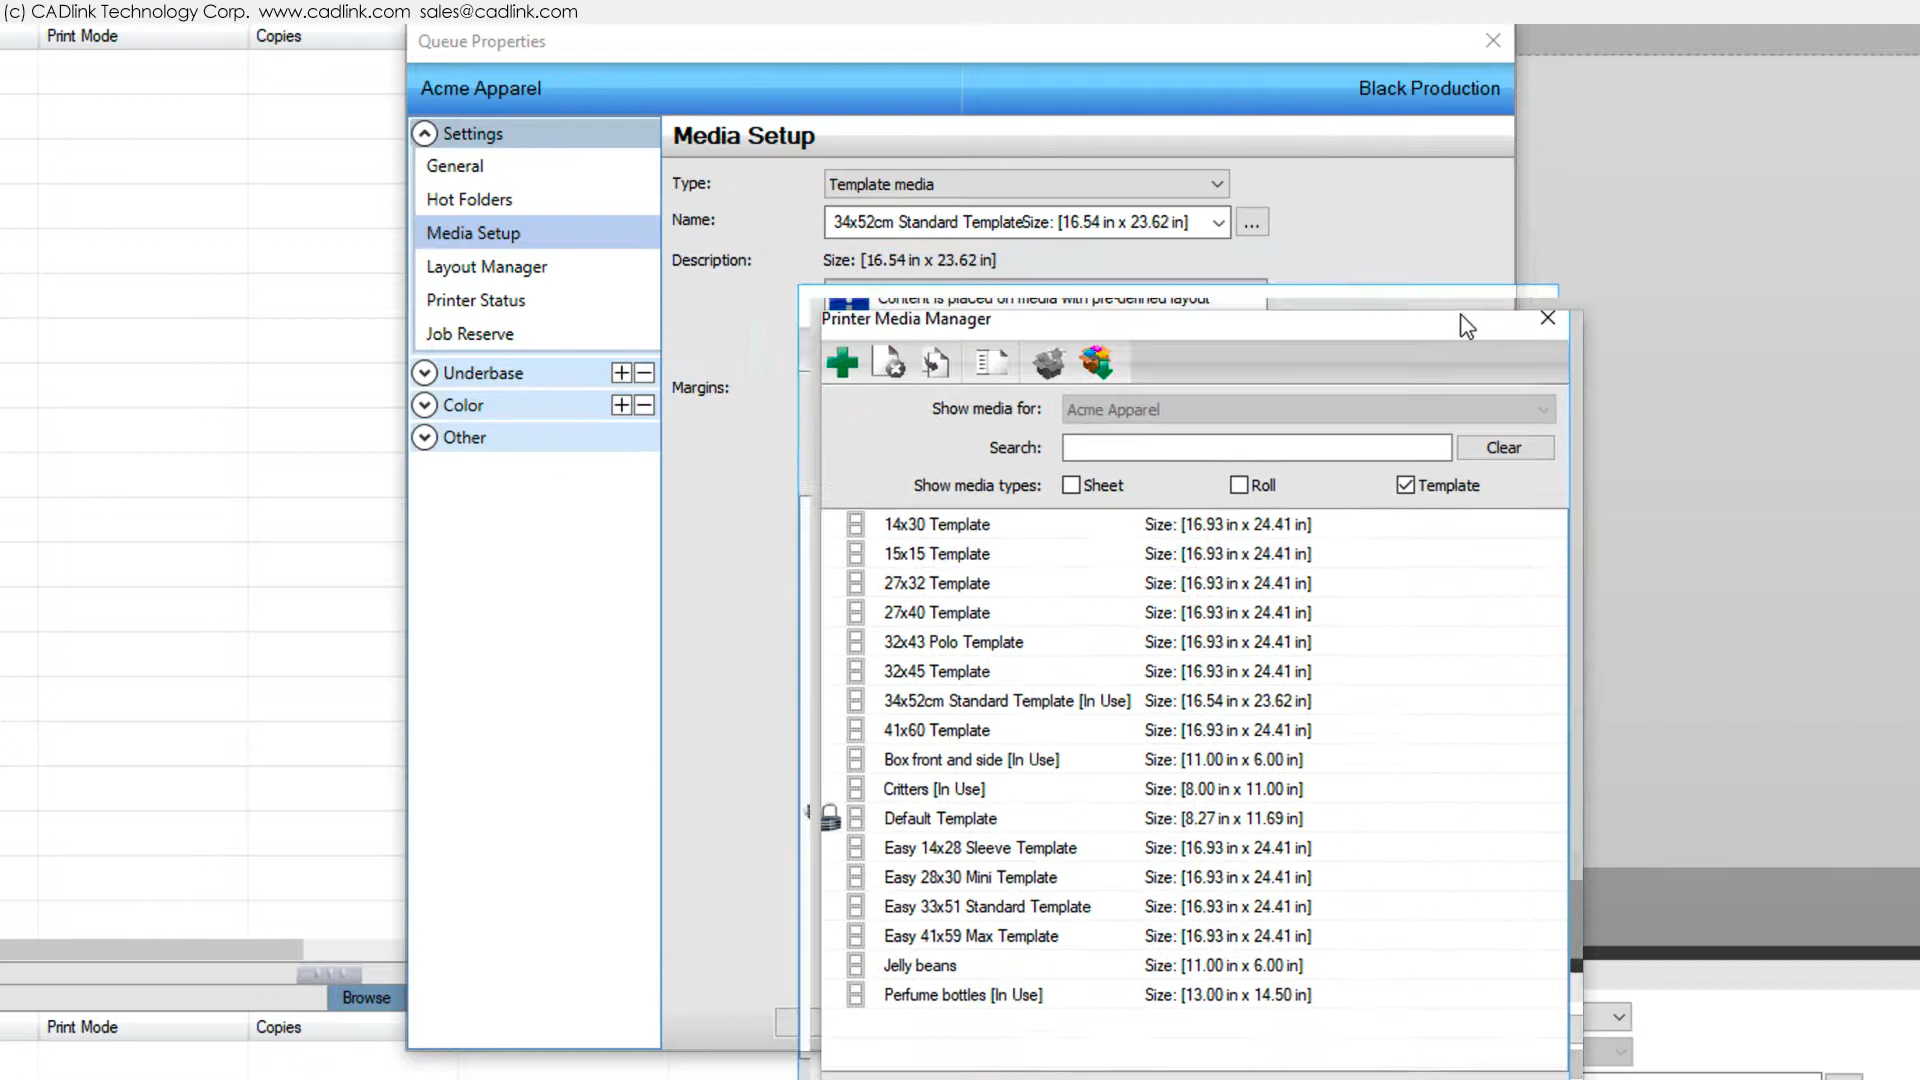 (c) CADlink Technology Corp. www.cadlink.com sales@cadlink.com
Print Mode
Copies
Queue Properties
Acme Apparel
Black Production
Settings
General
Hot Folders
Media Setup
Layout Manager
Printer Status
Job Reserve
Underbase
Color
Other
Media Setup
Type:
Template media
Name:
34x52cm Standard TemplateSize: [16.54 in x 23.62 in]
...
Description:
Size: [16.54 in x 23.62 in]
Content is placed on media with pre-defined layout
Margins:
Printer Media Manager
Show media for:
Acme Apparel
Search:
Clear
Show media types:
Sheet
Roll
Template
14x30 Template Size: [16.93 in x 24.41 in]
15x15 Template Size: [16.93 in x 24.41 in]
27x32 Template Size: [16.93 in x 24.41 in]
27x40 Template Size: [16.93 in x 24.41 in]
32x43 Polo Template Size: [16.93 in x 24.41 in]
32x45 Template Size: [16.93 in x 24.41 in]
34x52cm Standard Template [In Use] Size: [16.54 in x 23.62 in]
41x60 Template Size: [16.93 in x 24.41 in]
Box front and side [In Use] Size: [11.00 in x 6.00 in]
Critters [In Use] Size: [8.00 in x 11.00 in]
Default Template Size: [8.27 in x 11.69 in]
Easy 14x28 Sleeve Template Size: [16.93 in x 24.41 in]
Easy 28x30 Mini Template Size: [16.93 in x 24.41 in]
Easy 33x51 Standard Template Size: [16.93 in x 24.41 in]
Easy 41x59 Max Template Size: [16.93 in x 24.41 in]
Jelly beans Size: [11.00 in x 6.00 in]
Perfume bottles [In Use] Size: [13.00 in x 14.50 in]
Browse
Print Mode
Copies